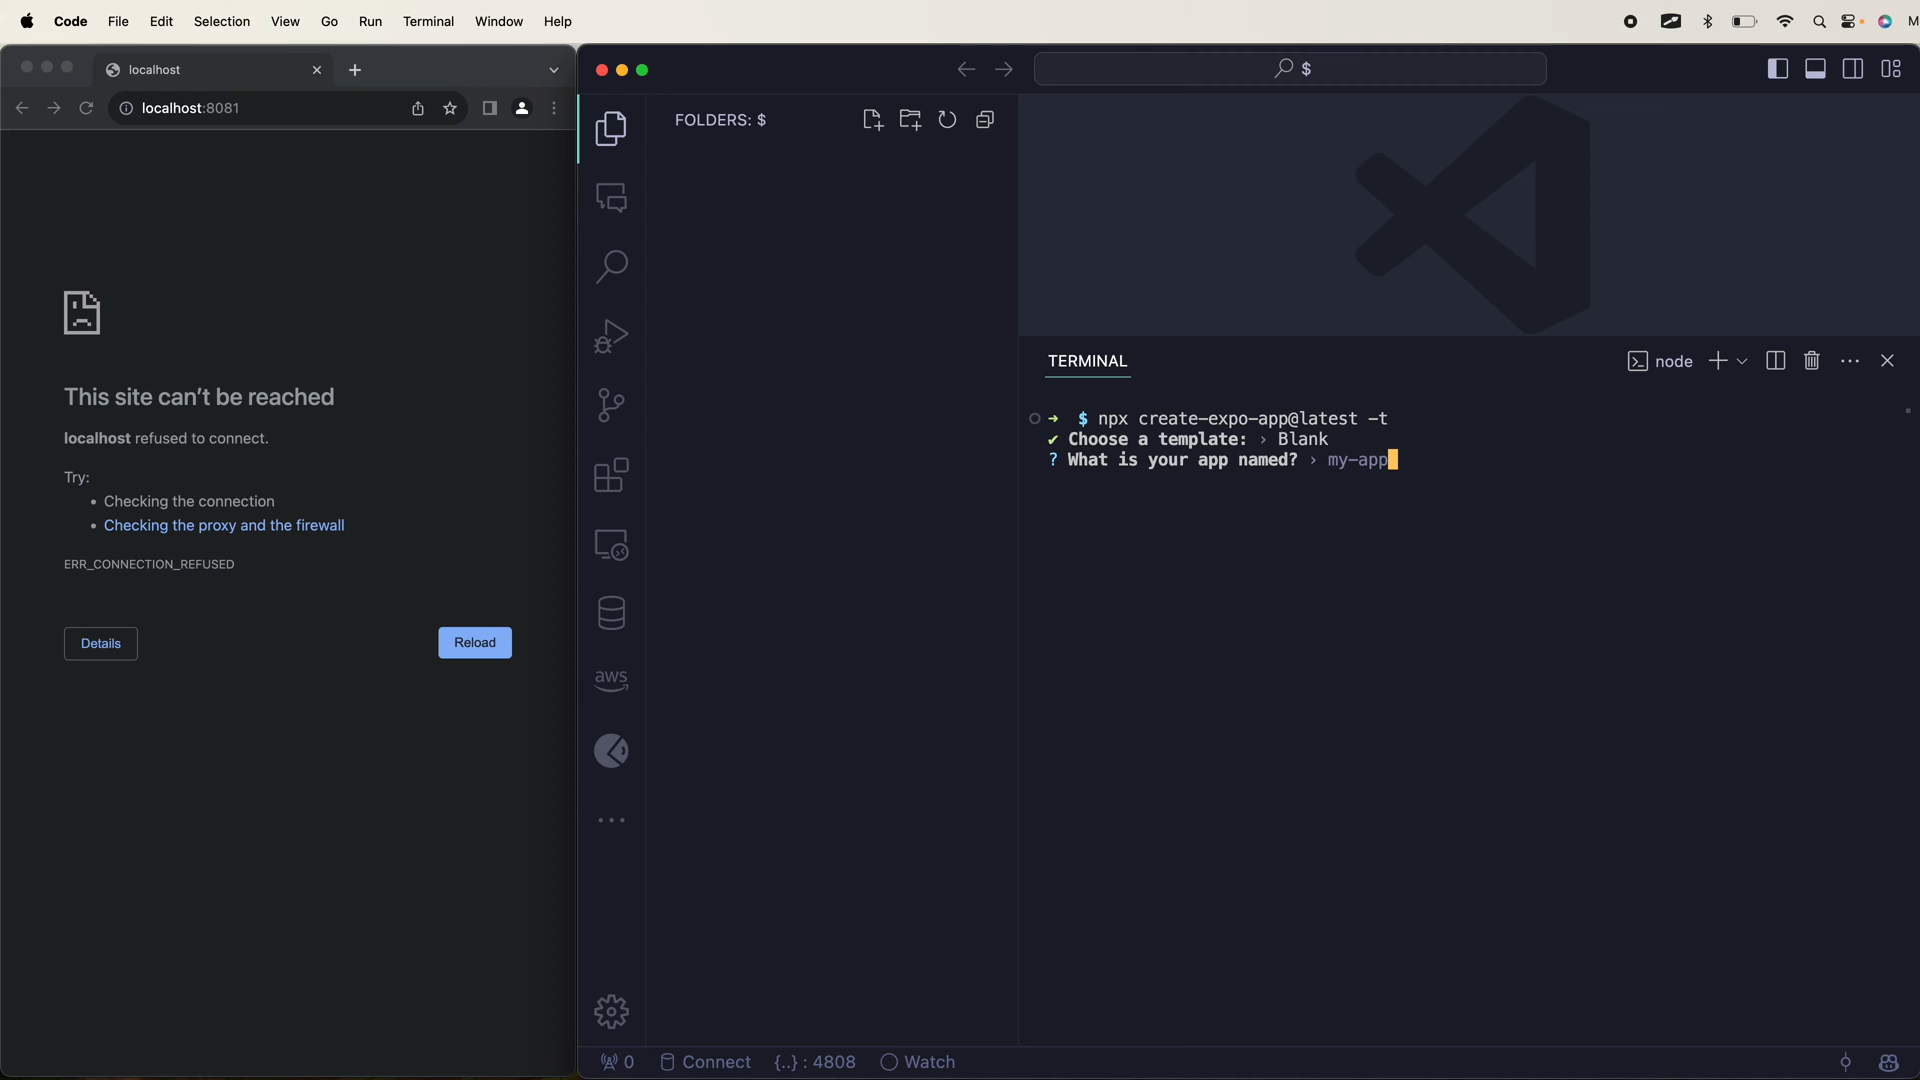 Code File Edit Selection View Go Run Terminal Window Help M
localhost
localhost:8081
This site can’t be reached
localhost refused to connect.
Try:
• Checking the connection
• Checking the proxy and the firewall
ERR_CONNECTION_REFUSED
Details
Reload
$
FOLDERS: $
aws
TERMINAL
node
→ $ npx create-expo-app@latest -t
✔ Choose a template: › Blank
? What is your app named? › my-app
0 Connect {..} : 4808 Watch